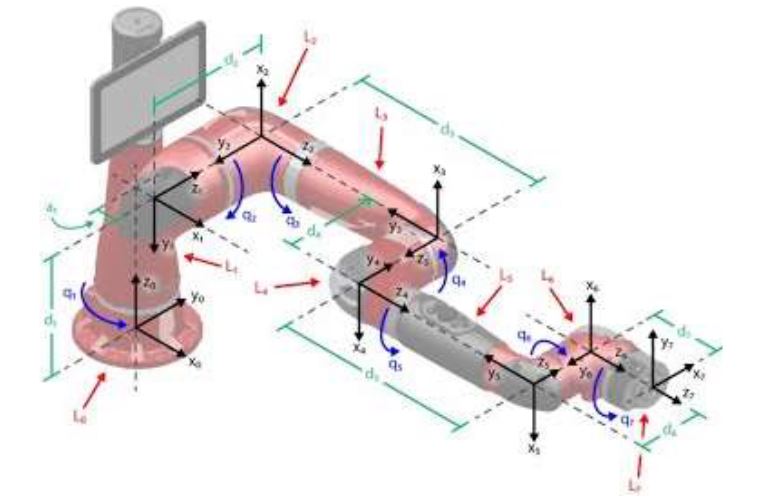 L₂
d₂
x₂
L₃
d₃
y₂
z₂
z₁
x₃
q₂
q₃
a₁
x₁
y₁
y₃
z₃
d₄
L₁
y₄
q₄
L₅
L₆
z₀
L₄
z₄
x₆
q₁
y₀
d₁
x₄
q₆
d₇
y₇
x₀
q₅
y₅
z₅
z₆
x₇
y₆
z₇
d₅
q₇
L₀
x₅
d₆
L₇